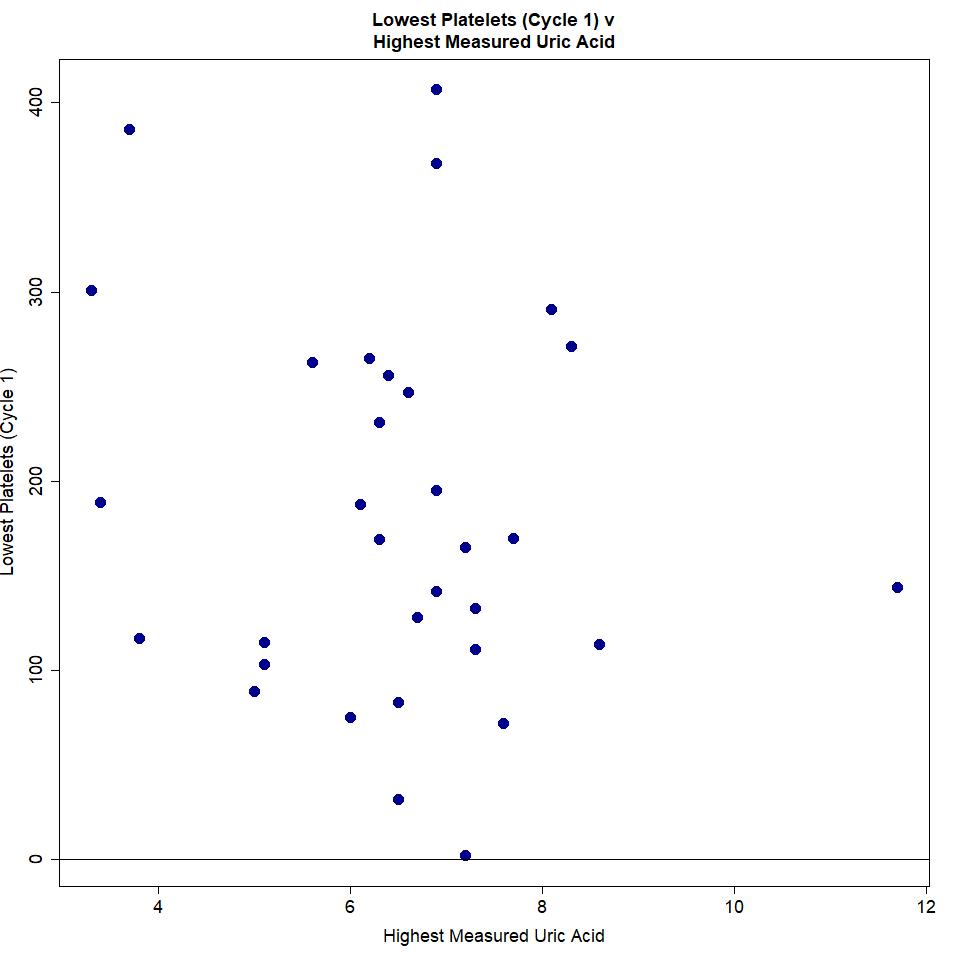 Lowest Platelets (Cycle 1) v
Highest Measured Uric Acid
400
300
200
100
0
Lowest Platelets (Cycle 1)
4 6 8 10 12
Highest Measured Uric Acid